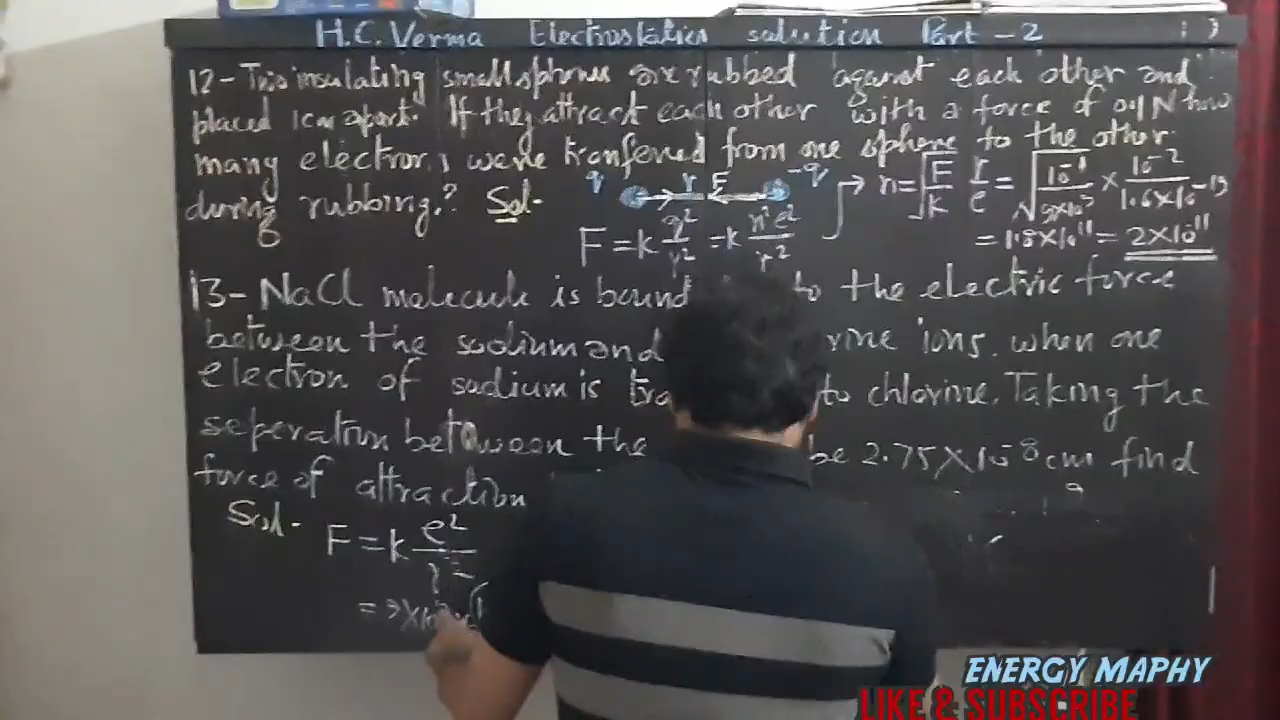 H.C. Verma Electrostatics solution Part - 2
12 - Two insulating small spheres are rubbed against each other and
placed 1cm apart. If they attract each other with a force of 0.1N how
many electrons were tranfered from one sphere to the other
during rubbing.? Sol-
q r F -q
F = k q²/r² = k n²e²/r²
n = √F/k r/e = √10⁻¹/9×10⁹ × 10⁻²/1.6×10⁻¹⁹
= 1.8×10¹¹ = 2×10¹¹
13 - NaCl molecule is bound to the electric force
between the sodium and rine ions. when one
electron of sadium is tra to chlorine. Taking the
seperation between the be 2.75×10⁻⁸cm find
force of attraction
Sol- F = k e²
ENERGY MAPHY
LIKE & SUBSCRIBE